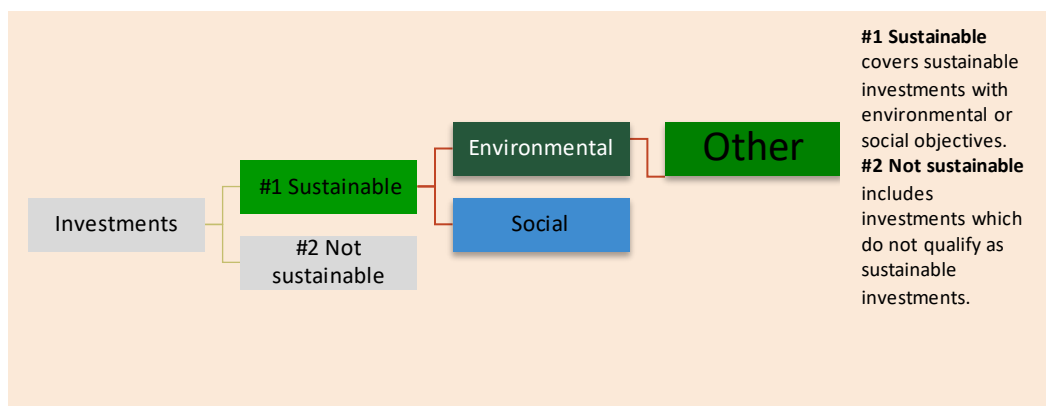 Investments
#1 Sustainable
#2 Not
sustainable
Environmental
Social
Other
#1 Sustainable
covers sustainable
investments with
environmental or
social objectives.
#2 Not sustainable
includes
investments which
do not qualify as
sustainable
investments.